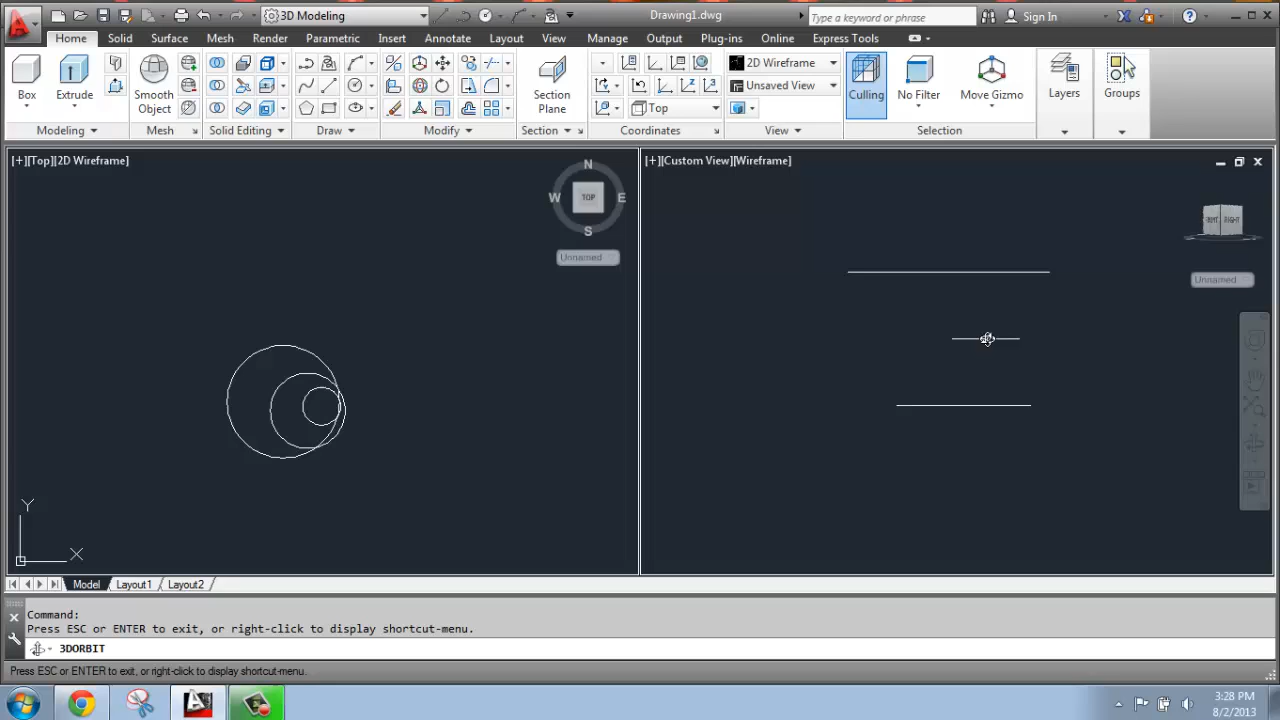 3D Modeling
Drawing1.dwg
Type a keyword or phrase
Sign In
Home Solid Surface Mesh Render Parametric Insert Annotate Layout View Manage Output Plug-ins Online Express Tools
2D Wireframe
Unsaved View
Top
Box
Extrude
Smooth
Object
Section
Plane
Culling
No Filter
Move Gizmo
Layers
Groups
Modeling
Mesh
Solid Editing
Draw
Modify
Section
Coordinates
View
Selection
[+][Top][2D Wireframe]
[+][Custom View][Wireframe]
N
W
TOP
E
S
Unnamed
RIGHT
Unnamed
Y
X
Model Layout1 Layout2
Command:
Press ESC or ENTER to exit, or right-click to display shortcut-menu.
3DORBIT
Press ESC or ENTER to exit, or right-click to display shortcut-menu.
3:28 PM
8/2/2013